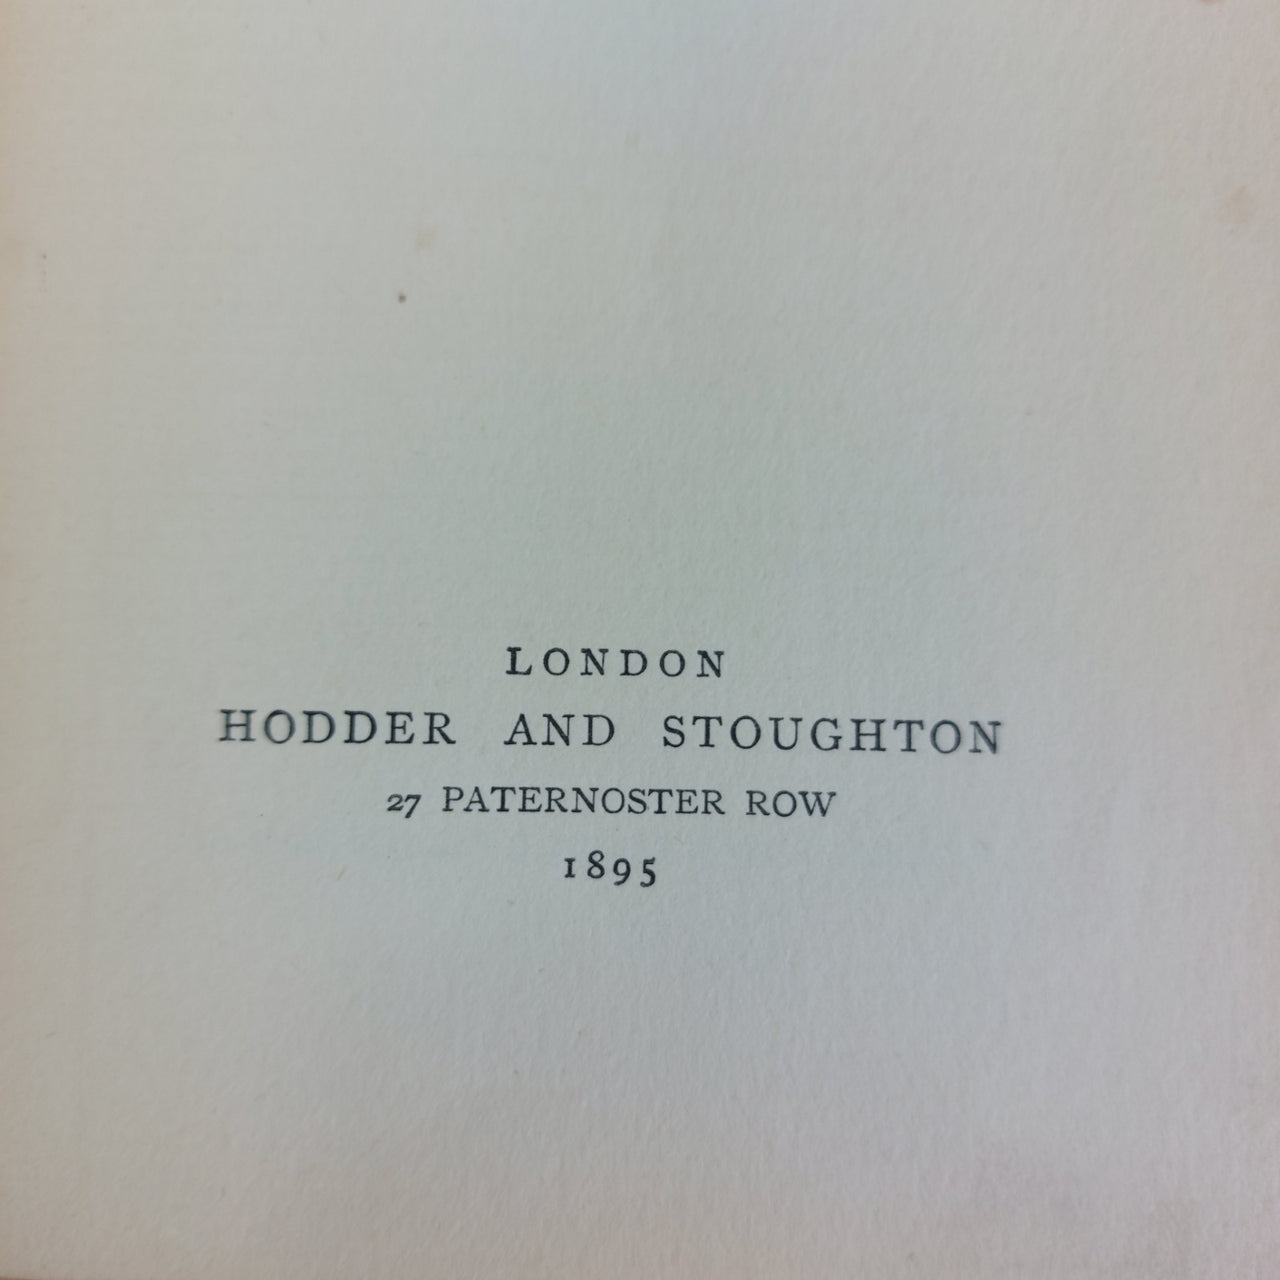 LONDON
HODDER AND STOUGHTON
27 PATERNOSTER ROW
1895